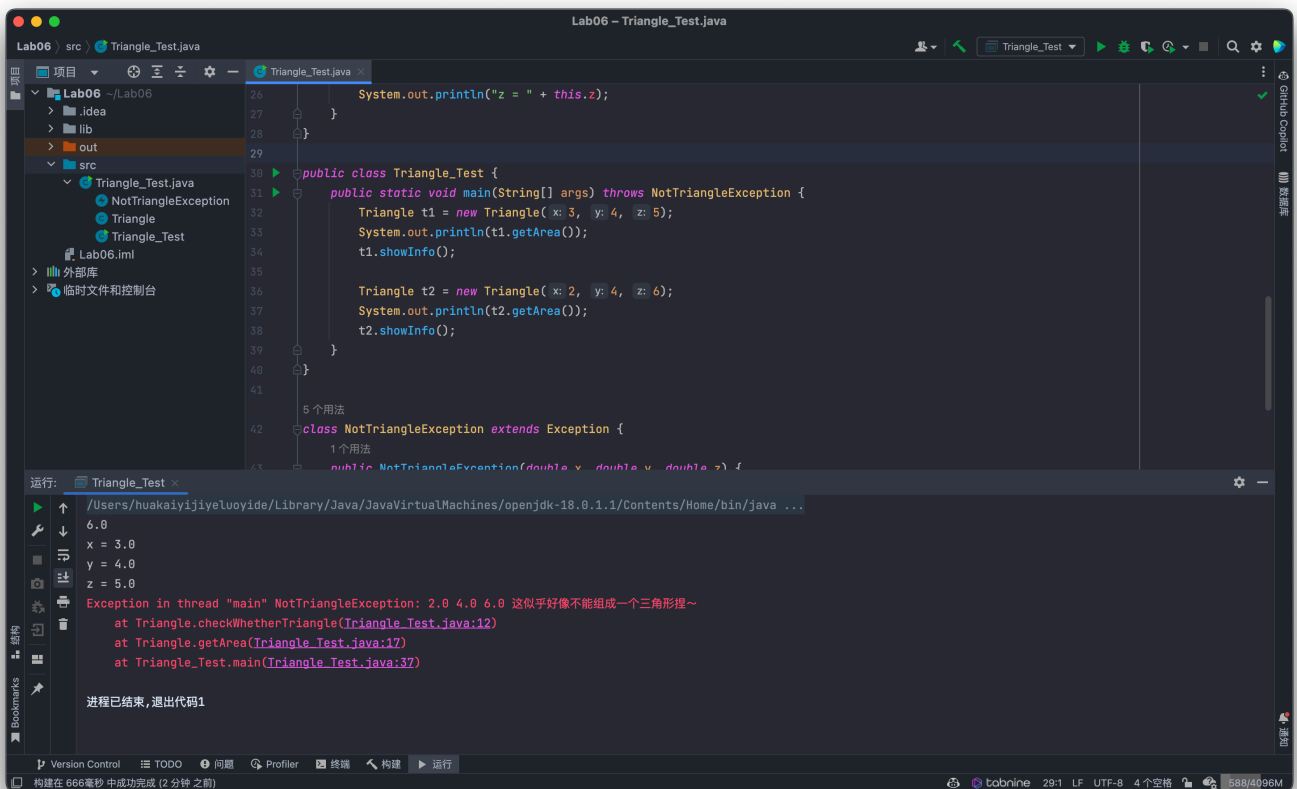 Lab06 – Triangle_Test.java
Lab06 〉 src 〉 Triangle_Test.java
Triangle_Test
项目
项目
Triangle_Test.java ×
Lab06 ~/Lab06
.idea
lib
out
src
Triangle_Test.java
NotTriangleException
Triangle
Triangle_Test
Lab06.iml
外部库
临时文件和控制台
26 System.out.println("z = " + this.z);
27 }
28 }
29
30 public class Triangle_Test {
31 public static void main(String[] args) throws NotTriangleException {
32 Triangle t1 = new Triangle( x: 3, y: 4, z: 5);
33 System.out.println(t1.getArea());
34 t1.showInfo();
35
36 Triangle t2 = new Triangle( x: 2, y: 4, z: 6);
37 System.out.println(t2.getArea());
38 t2.showInfo();
39 }
40 }
41
5 个用法
42 class NotTriangleException extends Exception {
1 个用法
43 public NotTriangleException(double x, double y, double z) {
GitHub Copilot
数据库
通知
运行: Triangle_Test ×
/Users/huakaiyijiyeluoyide/Library/Java/JavaVirtualMachines/openjdk-18.0.1.1/Contents/Home/bin/java ...
6.0
x = 3.0
y = 4.0
z = 5.0
Exception in thread "main" NotTriangleException: 2.0 4.0 6.0 这似乎好像不能组成一个三角形捏～
at Triangle.checkWhetherTriangle(Triangle_Test.java:12)
at Triangle.getArea(Triangle_Test.java:17)
at Triangle_Test.main(Triangle_Test.java:37)
进程已结束,退出代码1
结构
Bookmarks
Version Control TODO 问题 Profiler 终端 构建 运行
构建在 666毫秒 中成功完成 (2 分钟 之前)
tabnine 29:1 LF UTF-8 4 个空格 588/4096M